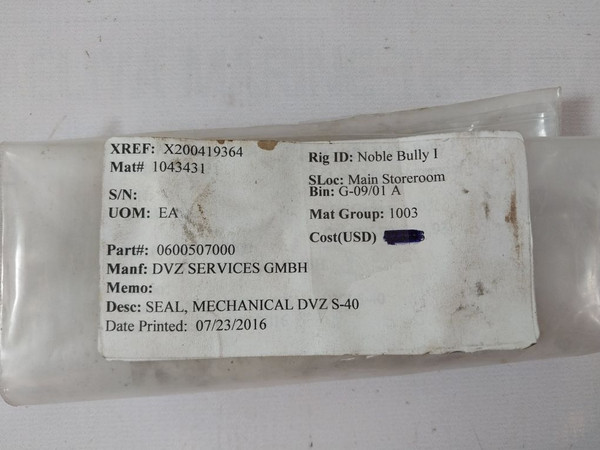 XREF: X200419364
Mat# 1043431
S/N:
UOM: EA
Rig ID: Noble Bully I
SLoc: Main Storeroom
Bin: G-09/01 A
Mat Group: 1003
Cost(USD)
Part#: 0600507000
Manf: DVZ SERVICES GMBH
Memo:
Desc: SEAL, MECHANICAL DVZ S-40
Date Printed: 07/23/2016